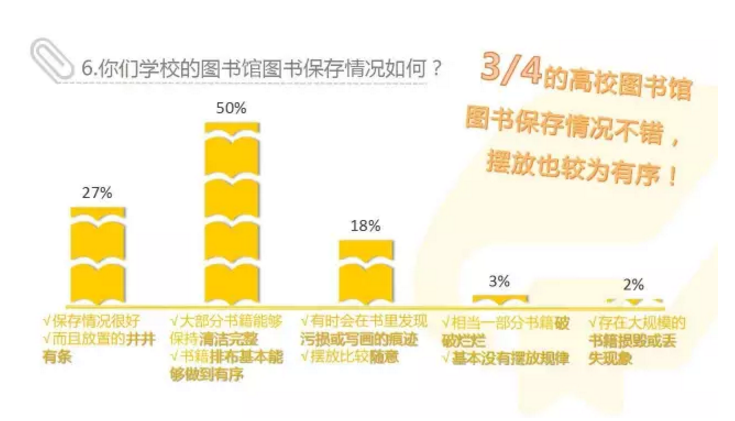 6.你们学校的图书馆图书保存情况如何？
3/4的高校图书馆
图书保存情况不错，
摆放也较为有序！
27%
50%
18%
3%
2%
√保存情况很好
√而且放置的井井
有条
√大部分书籍能够
保持清洁完整
√书籍排布基本能
够做到有序
√有时会在书里发现
污损或写画的痕迹
√摆放比较随意
√相当一部分书籍破
破烂烂
√基本没有摆放规律
√存在大规模的
书籍损毁或丢
失现象